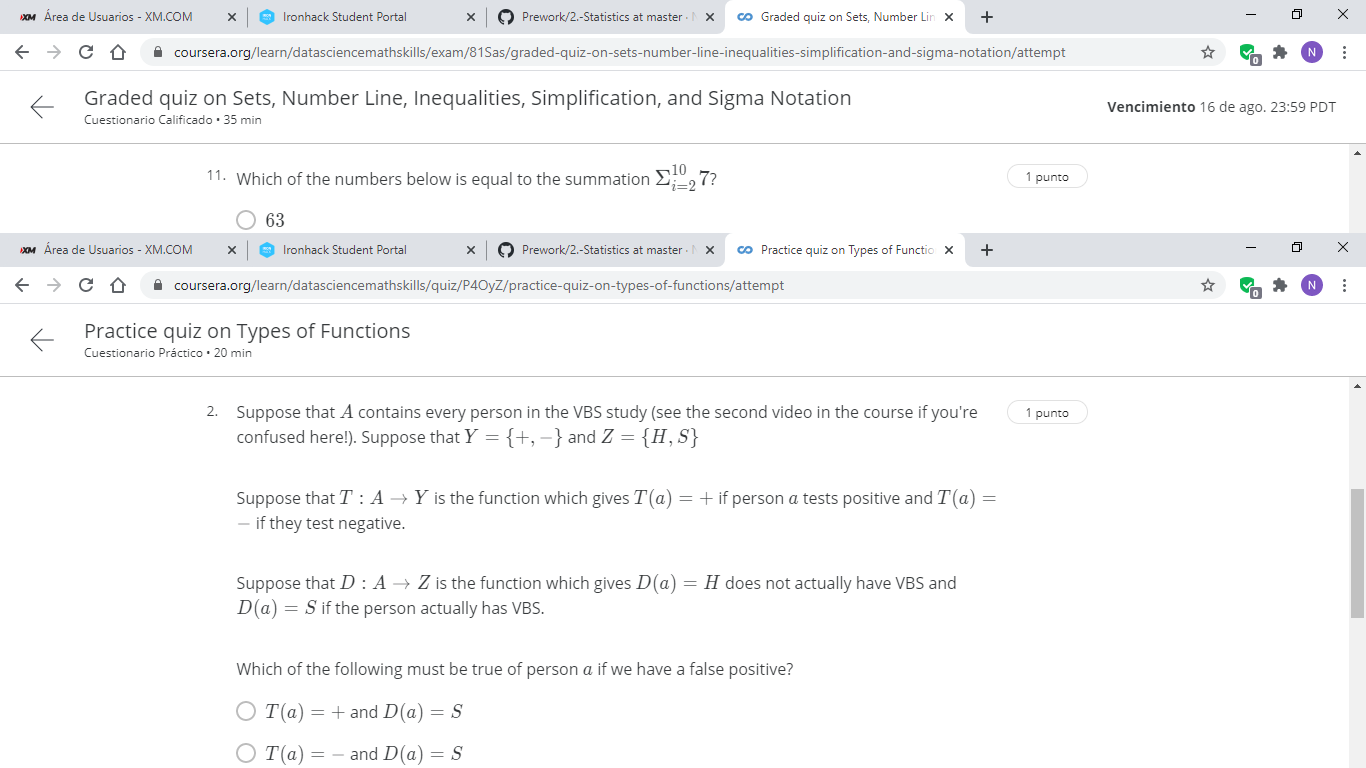 XM Área de Usuarios - XM.COM
Ironhack Student Portal
Prework/2.-Statistics at master ·
Graded quiz on Sets, Number Lin
coursera.org/learn/datasciencemathskills/exam/81Sas/graded-quiz-on-sets-number-line-inequalities-simplification-and-sigma-notation/attempt
0
N
Graded quiz on Sets, Number Line, Inequalities, Simplification, and Sigma Notation
Cuestionario Calificado • 35 min
Vencimiento 16 de ago. 23:59 PDT
11. Which of the numbers below is equal to the summation Σ_{i=2}^{10} 7?
1 punto
63
XM Área de Usuarios - XM.COM
Ironhack Student Portal
Prework/2.-Statistics at master ·
Practice quiz on Types of Functio
coursera.org/learn/datasciencemathskills/quiz/P4OyZ/practice-quiz-on-types-of-functions/attempt
0
N
Practice quiz on Types of Functions
Cuestionario Práctico • 20 min
2. Suppose that A contains every person in the VBS study (see the second video in the course if you're
1 punto
confused here!). Suppose that Y = {+, −} and Z = {H, S}
Suppose that T : A → Y is the function which gives T(a) = + if person a tests positive and T(a) =
− if they test negative.
Suppose that D : A → Z is the function which gives D(a) = H does not actually have VBS and
D(a) = S if the person actually has VBS.
Which of the following must be true of person a if we have a false positive?
T(a) = + and D(a) = S
T(a) = − and D(a) = S